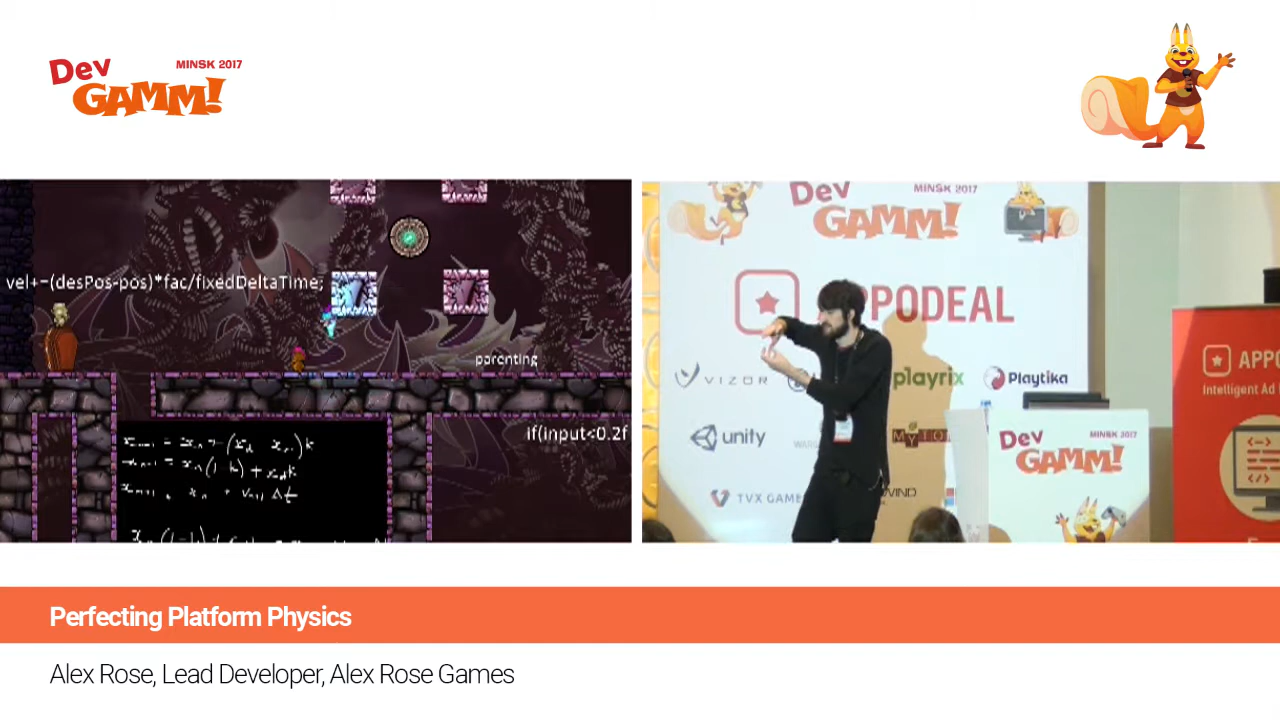 Dev
GAMM!
MINSK 2017
vel+=(desPos-pos)*fac/fixedDeltaTime;
parenting
if(input<0.2f
Dev
GAMM!
MINSK 2017
APPODEAL
VIZOR
playrix
Playtika
unity
TVX GAMES
Dev
GAMM!
MINSK 2017
APPO
Intelligent Ad
Perfecting Platform Physics
Alex Rose, Lead Developer, Alex Rose Games